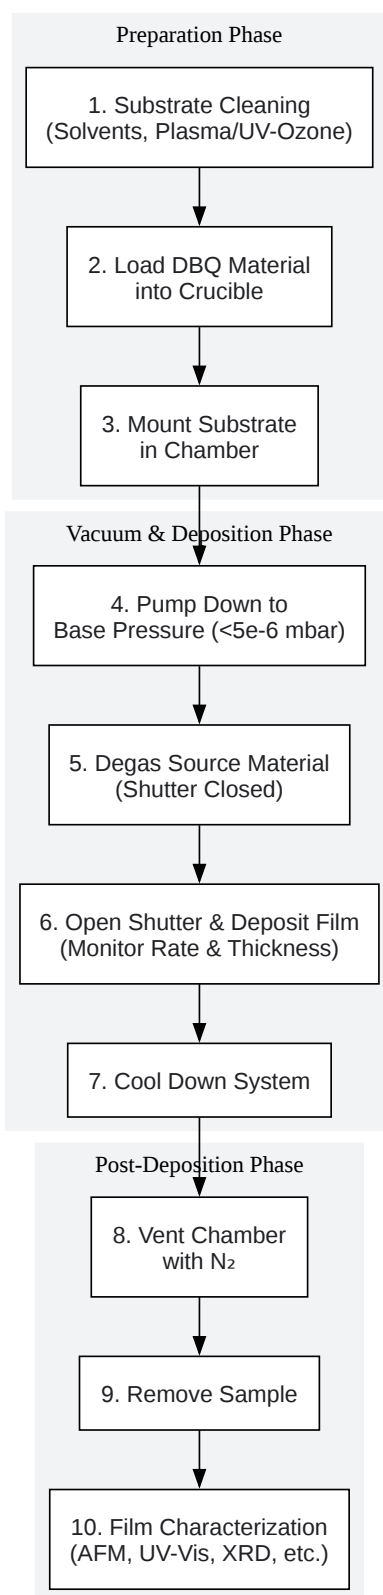 Preparation Phase
1. Substrate Cleaning
(Solvents, Plasma/UV-Ozone)
2. Load DBQ Material
into Crucible
3. Mount Substrate
in Chamber
Vacuum & Deposition Phase
4. Pump Down to
Base Pressure (<5e-6 mbar)
5. Degas Source Material
(Shutter Closed)
6. Open Shutter & Deposit Film
(Monitor Rate & Thickness)
7. Cool Down System
Post-Deposition Phase
8. Vent Chamber
with N₂
9. Remove Sample
10. Film Characterization
(AFM, UV-Vis, XRD, etc.)